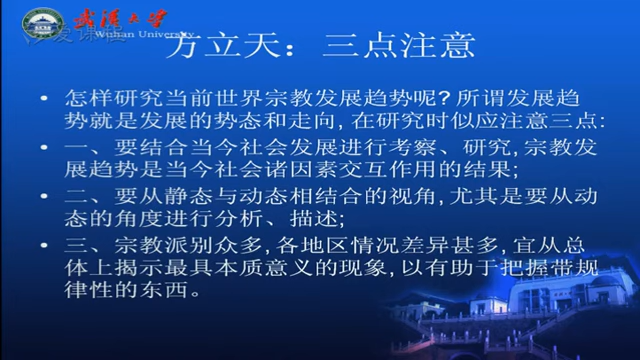 武汉大学
Wuhan University
方立天：三点注意
• 怎样研究当前世界宗教发展趋势呢?所谓发展趋
势就是发展的势态和走向,在研究时似应注意三点:
• 一、要结合当今社会发展进行考察、研究,宗教发
展趋势是当今社会诸因素交互作用的结果;
• 二、要从静态与动态相结合的视角,尤其是要从动
态的角度进行分析、描述;
• 三、宗教派别众多,各地区情况差异甚多,宜从总
体上揭示最具本质意义的现象,以有助于把握带规
律性的东西。